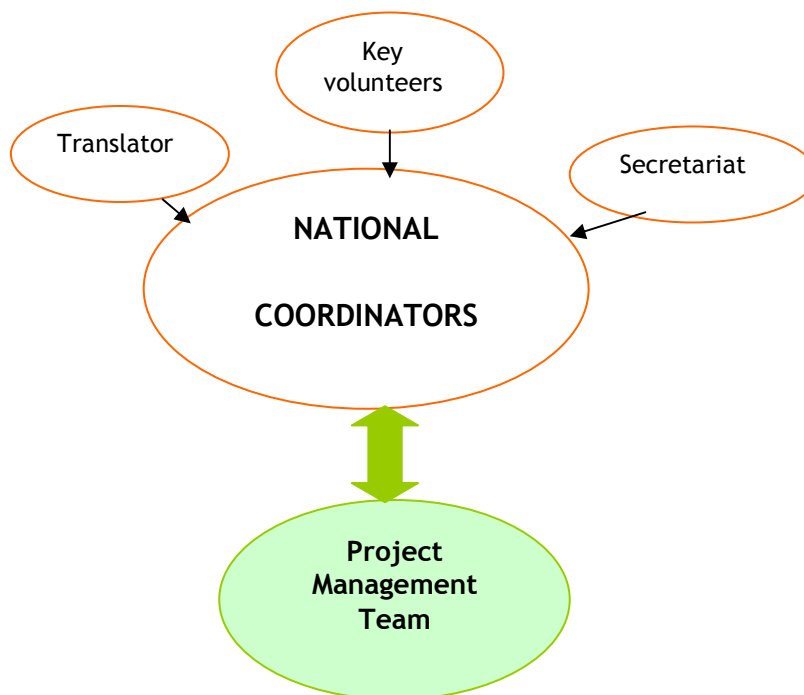 Key
volunteers
Translator
Secretariat
NATIONAL
COORDINATORS
Project
Management
Team